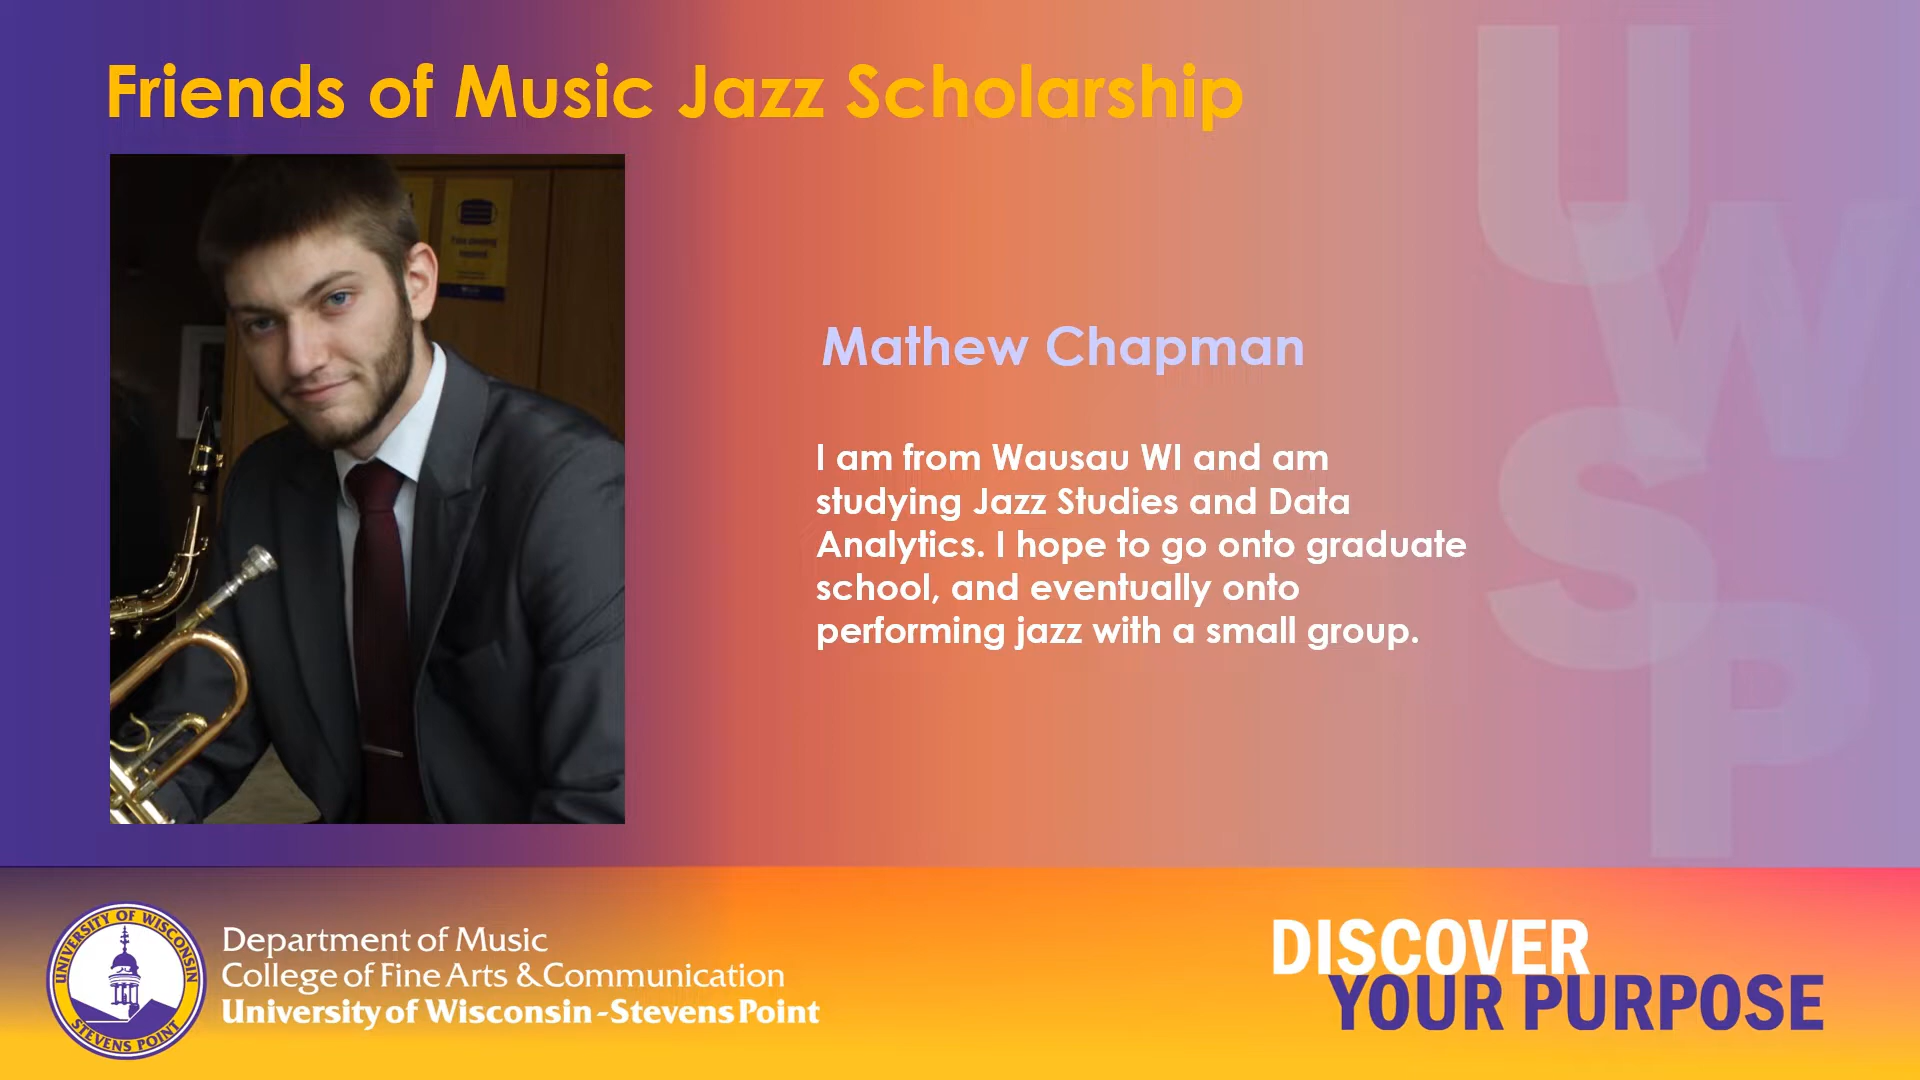 Friends of Music Jazz Scholarship
Mathew Chapman
I am from Wausau WI and am
studying Jazz Studies and Data
Analytics. I hope to go onto graduate
school, and eventually onto
performing jazz with a small group.
U
W
S
P
UNIVERSITY OF WISCONSIN
STEVENS POINT
Department of Music
College of Fine Arts & Communication
University of Wisconsin - Stevens Point
DISCOVER
YOUR PURPOSE